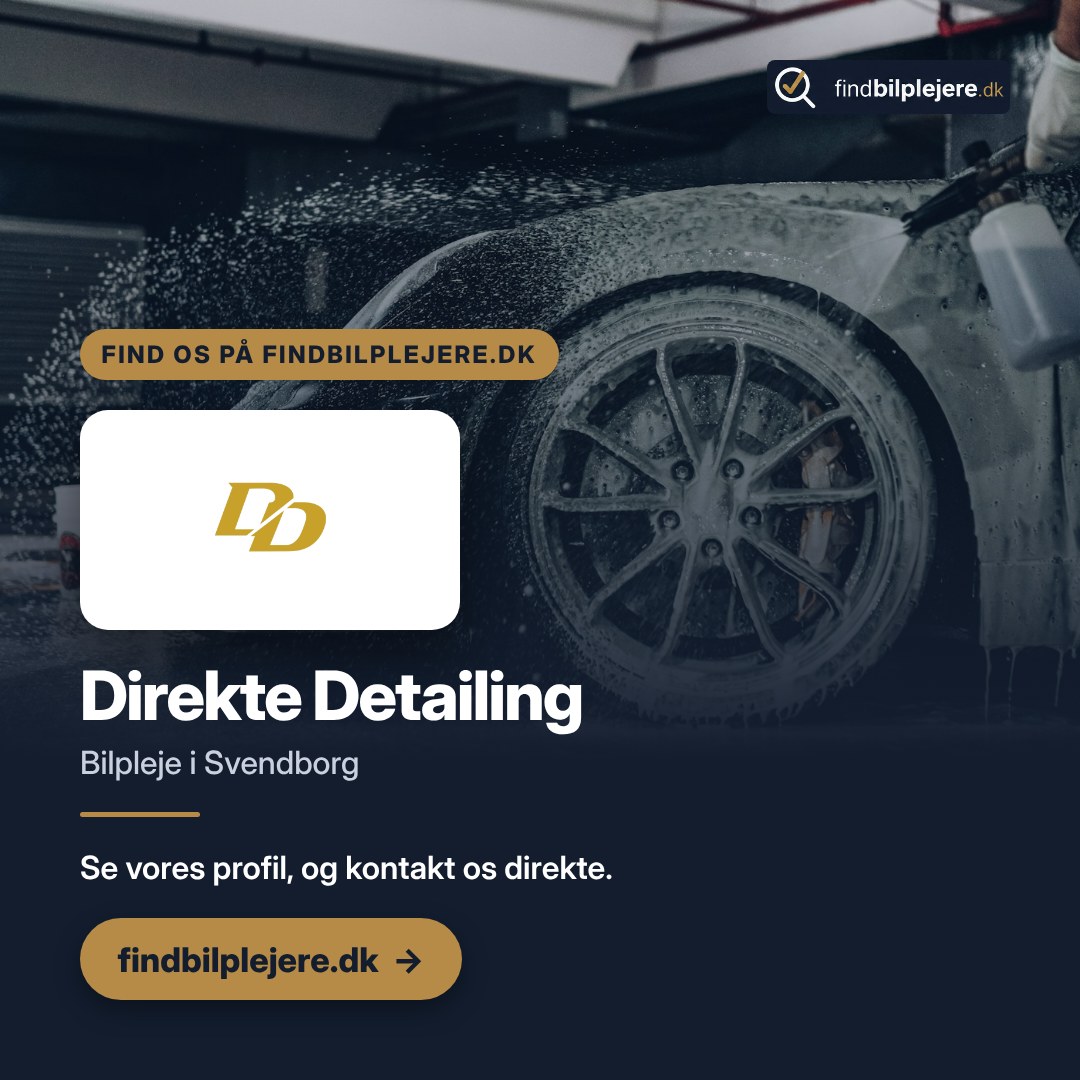 findbilplejere.dk
FIND OS PÅ FINDBILPLEJERE.DK
DD
Direkte Detailing
Bilpleje i Svendborg
Se vores profil, og kontakt os direkte.
findbilplejere.dk →